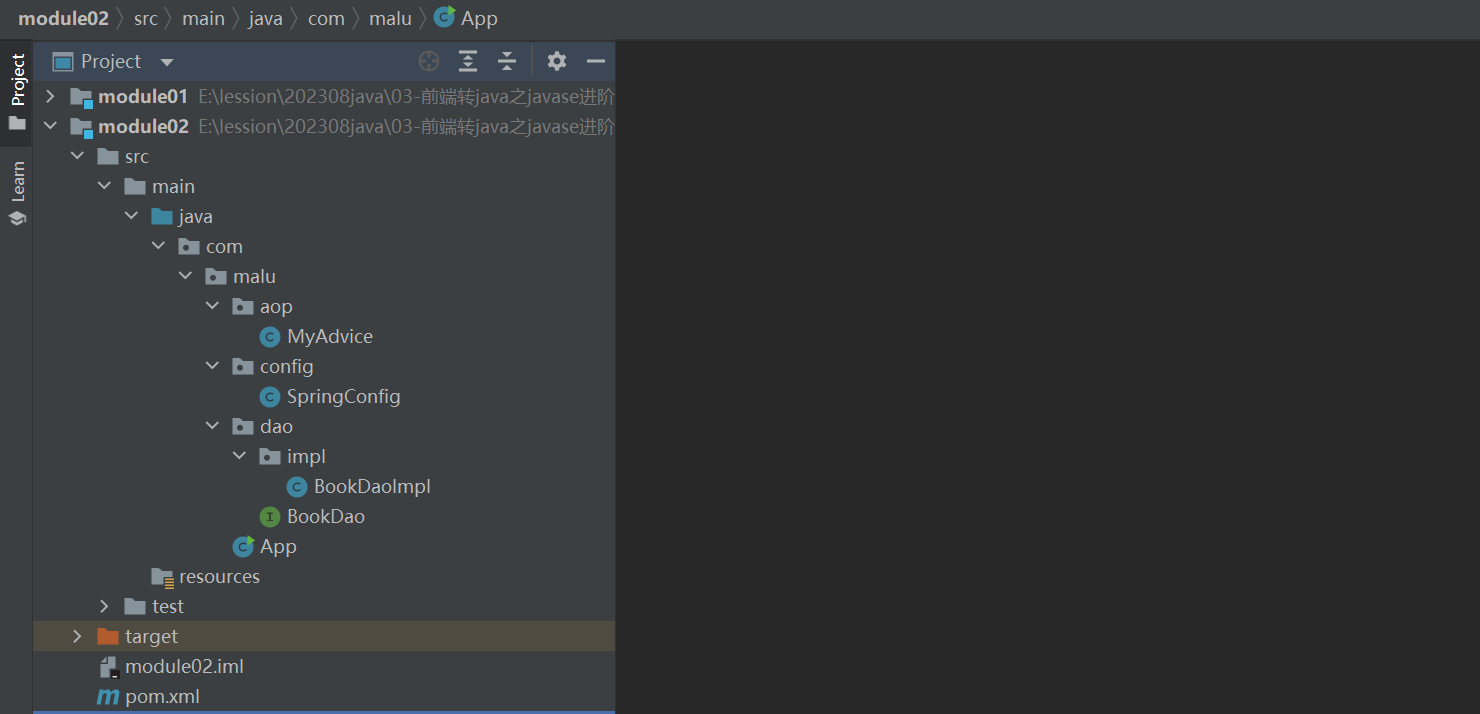 module02 〉 src 〉 main 〉 java 〉 com 〉 malu 〉 App
Project
Learn
Project
module01 E:\lession\202308java\03-前端转java之javase进阶
module02 E:\lession\202308java\03-前端转java之javase进阶
src
main
java
com
malu
aop
MyAdvice
config
SpringConfig
dao
impl
BookDaoImpl
BookDao
App
resources
test
target
module02.iml
pom.xml